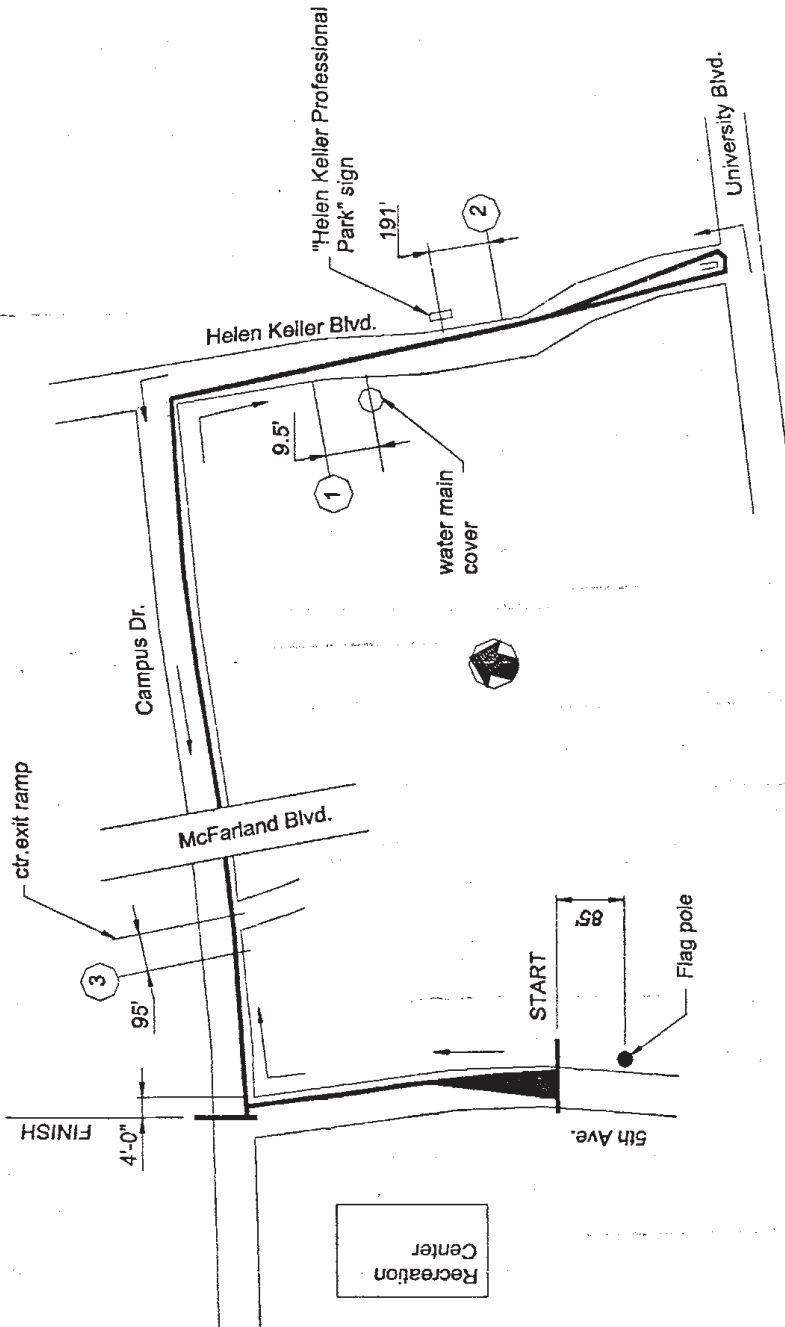 "Helen Keller Professional
Park" sign
191'
2
University Blvd.
Helen Keller Blvd.
9.5'
1
water main
cover
Campus Dr.
ctr.exit ramp
McFarland Blvd.
3
95'
START
85'
Flag pole
FINISH
4'-0"
5th Ave.
Recreation
Center